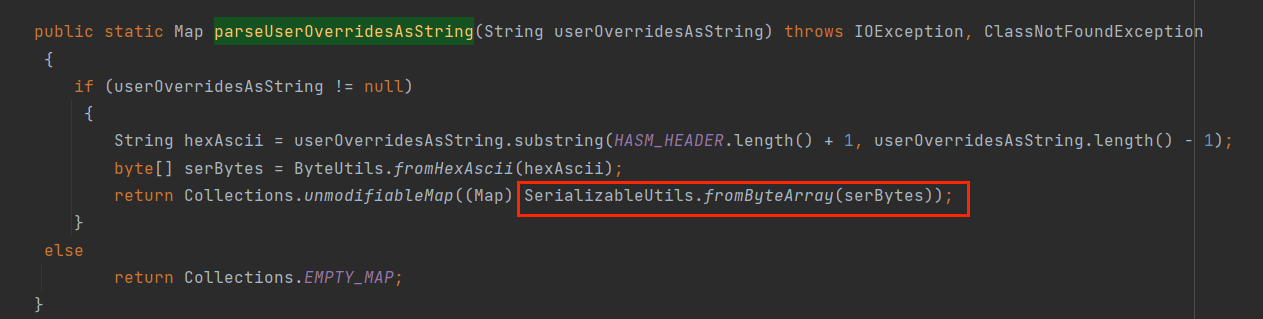 public static Map parseUserOverridesAsString(String userOverridesAsString) throws IOException, ClassNotFoundException
{
if (userOverridesAsString != null)
{
String hexAscii = userOverridesAsString.substring(HASM_HEADER.length() + 1, userOverridesAsString.length() - 1);
byte[] serBytes = ByteUtils.fromHexAscii(hexAscii);
return Collections.unmodifiableMap((Map) SerializableUtils.fromByteArray(serBytes));
}
else
return Collections.EMPTY_MAP;
}